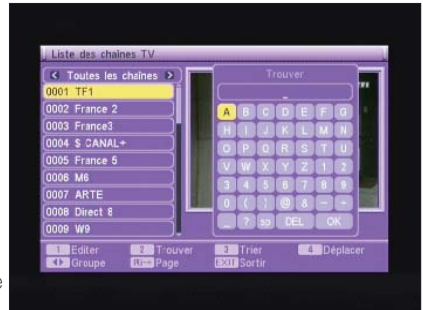 Liste des chaînes TV
Toutes les chaînes
Trouver
0001 TF1
0002 France 2
0003 France3
0004 $ CANAL+
0005 France 5
0006 M6
0007 ARTE
0008 Direct 8
0009 W9
A B C D E F G
H I J K L M N
O P Q R S T U
V W X Y Z 1 2
3 4 5 6 7 8 9
0 ( ) @ & - +
_ ? sp DEL OK
1 Editer 2 Trouver 3 Trier 4 Déplacer
Groupe Page EXIT Sortir
e